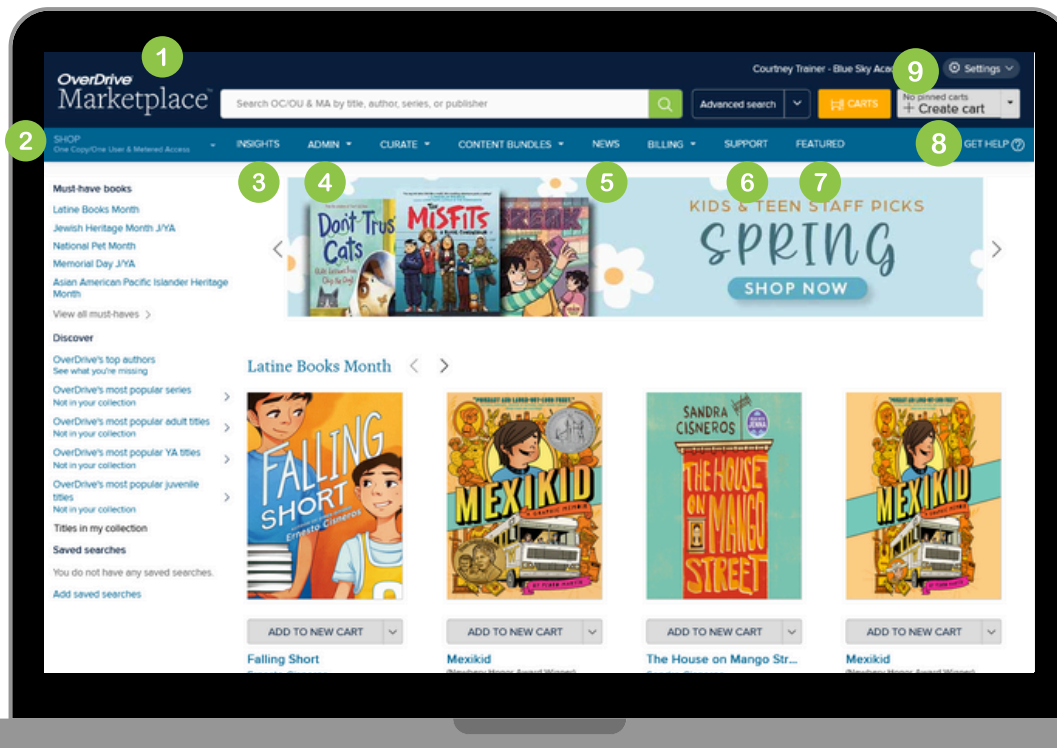 1
OverDrive
Marketplace™
Courtney Trainer - Blue Sky Aca
9
Settings
Search OC/OU & MA by title, author, series, or publisher
Advanced search
CARTS
No pinned carts
+ Create cart
2
SHOP
One Copy/One User & Metered Access
INSIGHTS
ADMIN
CURATE
CONTENT BUNDLES
NEWS
BILLING
SUPPORT
FEATURED
8
GET HELP ?
3
4
5
6
7
Must-have books
Latine Books Month
Jewish Heritage Month J/YA
National Pet Month
Memorial Day J/YA
Asian American Pacific Islander Heritage
Month
View all must-haves
Discover
OverDrive's top authors
See what you're missing
OverDrive's most popular series
Not in your collection
OverDrive's most popular adult titles
Not in your collection
OverDrive's most popular YA titles
Not in your collection
OverDrive's most popular juvenile
titles
Not in your collection
Titles in my collection
Saved searches
You do not have any saved searches.
Add saved searches
Don't Trus
Cats
THE
MISFITS
BREAK
KIDS & TEEN STAFF PICKS
SPRING
SHOP NOW
Latine Books Month
FALLING
SHORT
Ernesto Cisneros
MEXIKID
A GRAPHIC MEMOIR
SANDRA
CISNEROS
THE HOUSE
ON
MANGO
STREET
MEXIKID
A GRAPHIC MEMOIR
ADD TO NEW CART
ADD TO NEW CART
ADD TO NEW CART
ADD TO NEW CART
Falling Short
Mexikid
The House on Mango Str...
Mexikid